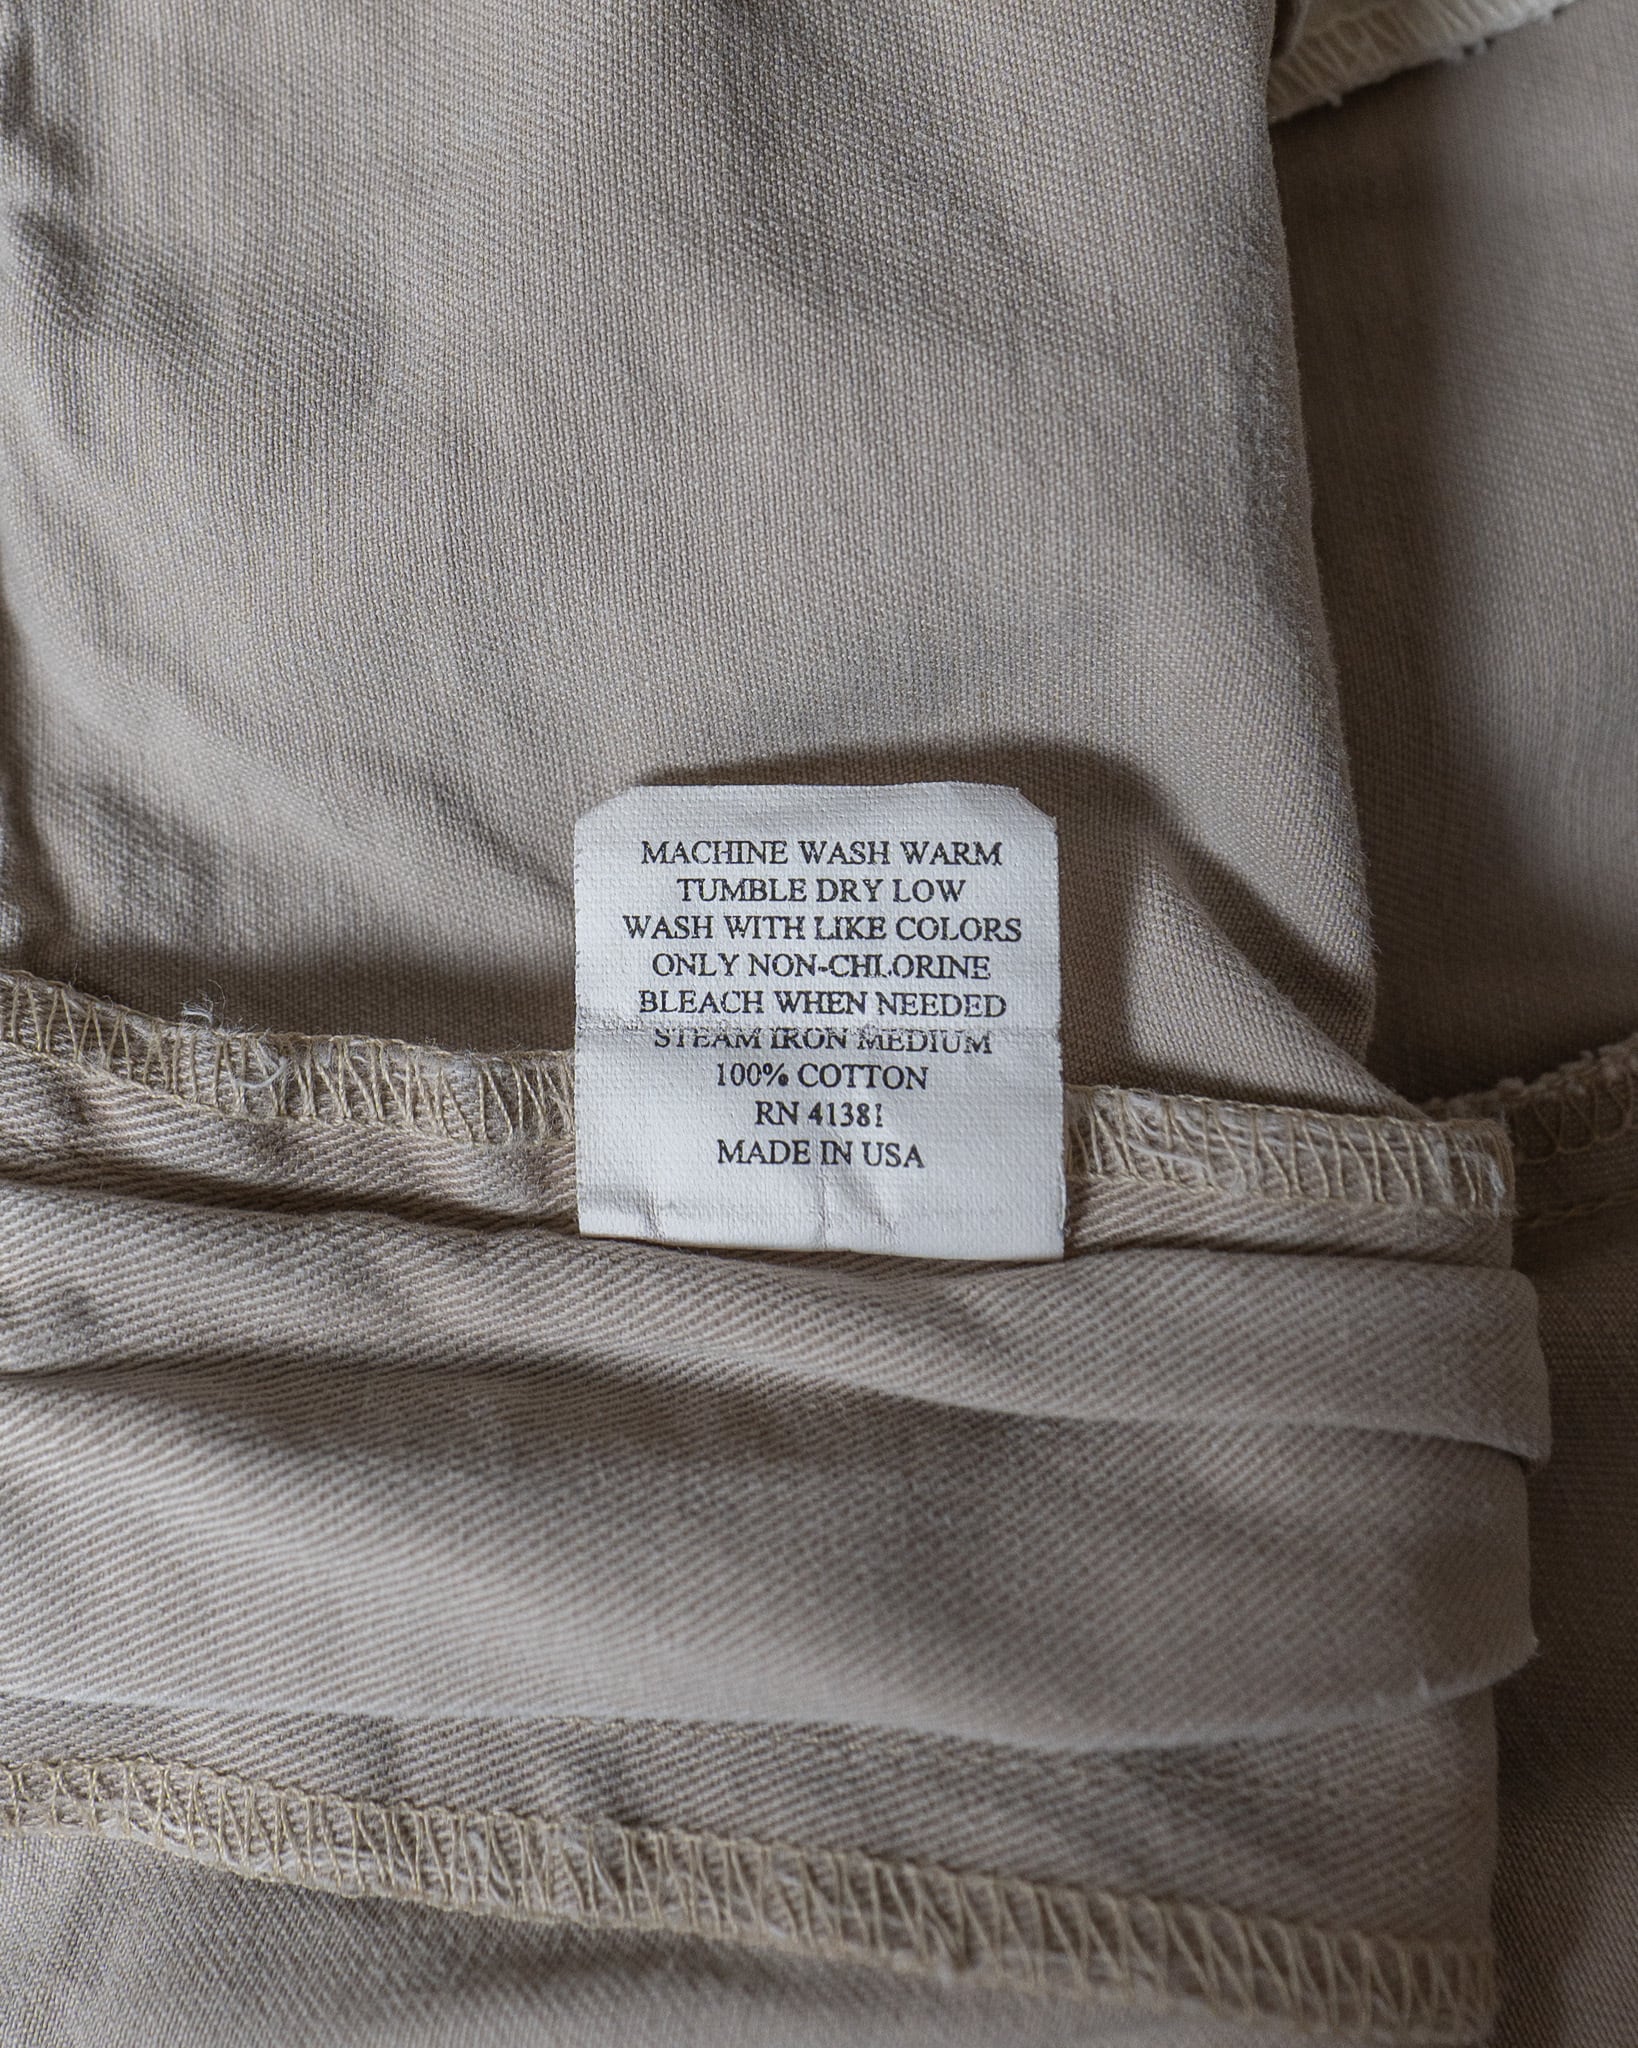 MACHINE WASH WARM
TUMBLE DRY LOW
WASH WITH LIKE COLORS
ONLY NON-CHLORINE
BLEACH WHEN NEEDED
STEAM IRON MEDIUM
100% COTTON
RN 41381
MADE IN USA